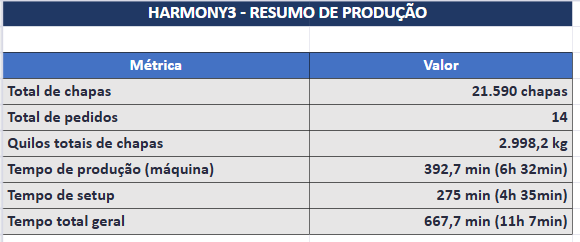 HARMONY3 - RESUMO DE PRODUÇÃO
Métrica Valor
Total de chapas 21.590 chapas
Total de pedidos 14
Quilos totais de chapas 2.998,2 kg
Tempo de produção (máquina) 392,7 min (6h 32min)
Tempo de setup 275 min (4h 35min)
Tempo total geral 667,7 min (11h 7min)